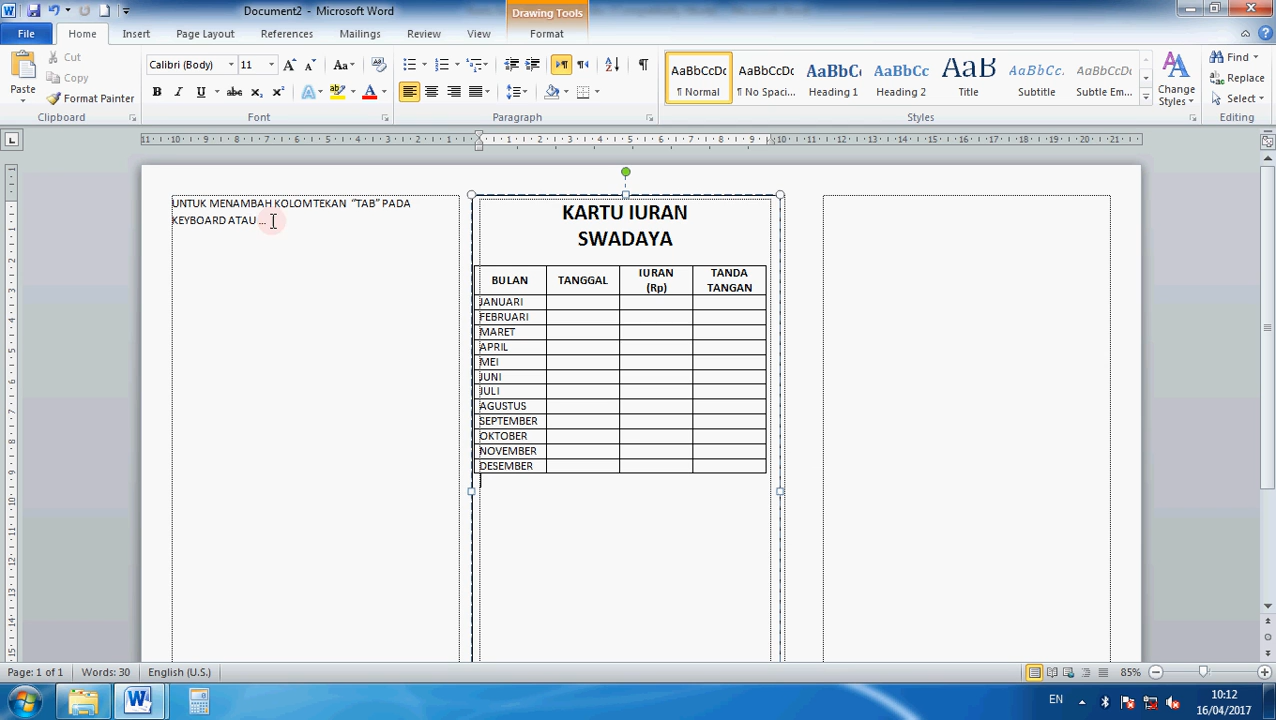 Document2 - Microsoft Word
Drawing Tools
File Home Insert Page Layout References Mailings Review View Format
Paste
Cut
Copy
Format Painter
Clipboard
Calibri (Body) 11
Font
Paragraph
AaBbCcDc AaBbCcDc AaBbC AaBbCc AaB AaBbCc. AaBbCcDc
¶ Normal ¶ No Spaci... Heading 1 Heading 2 Title Subtitle Subtle Em...
Change
Styles
Styles
Find
Replace
Select
Editing
UNTUK MENAMBAH KOLOMTEKAN "TAB" PADA
KEYBOARD ATAU ...
KARTU IURAN
SWADAYA
BULAN TANGGAL IURAN (Rp) TANDA TANGAN
JANUARI
FEBRUARI
MARET
APRIL
MEI
JUNI
JULI
AGUSTUS
SEPTEMBER
OKTOBER
NOVEMBER
DESEMBER
Page: 1 of 1 Words: 30 English (U.S.) 85%
EN 10:12
16/04/2017